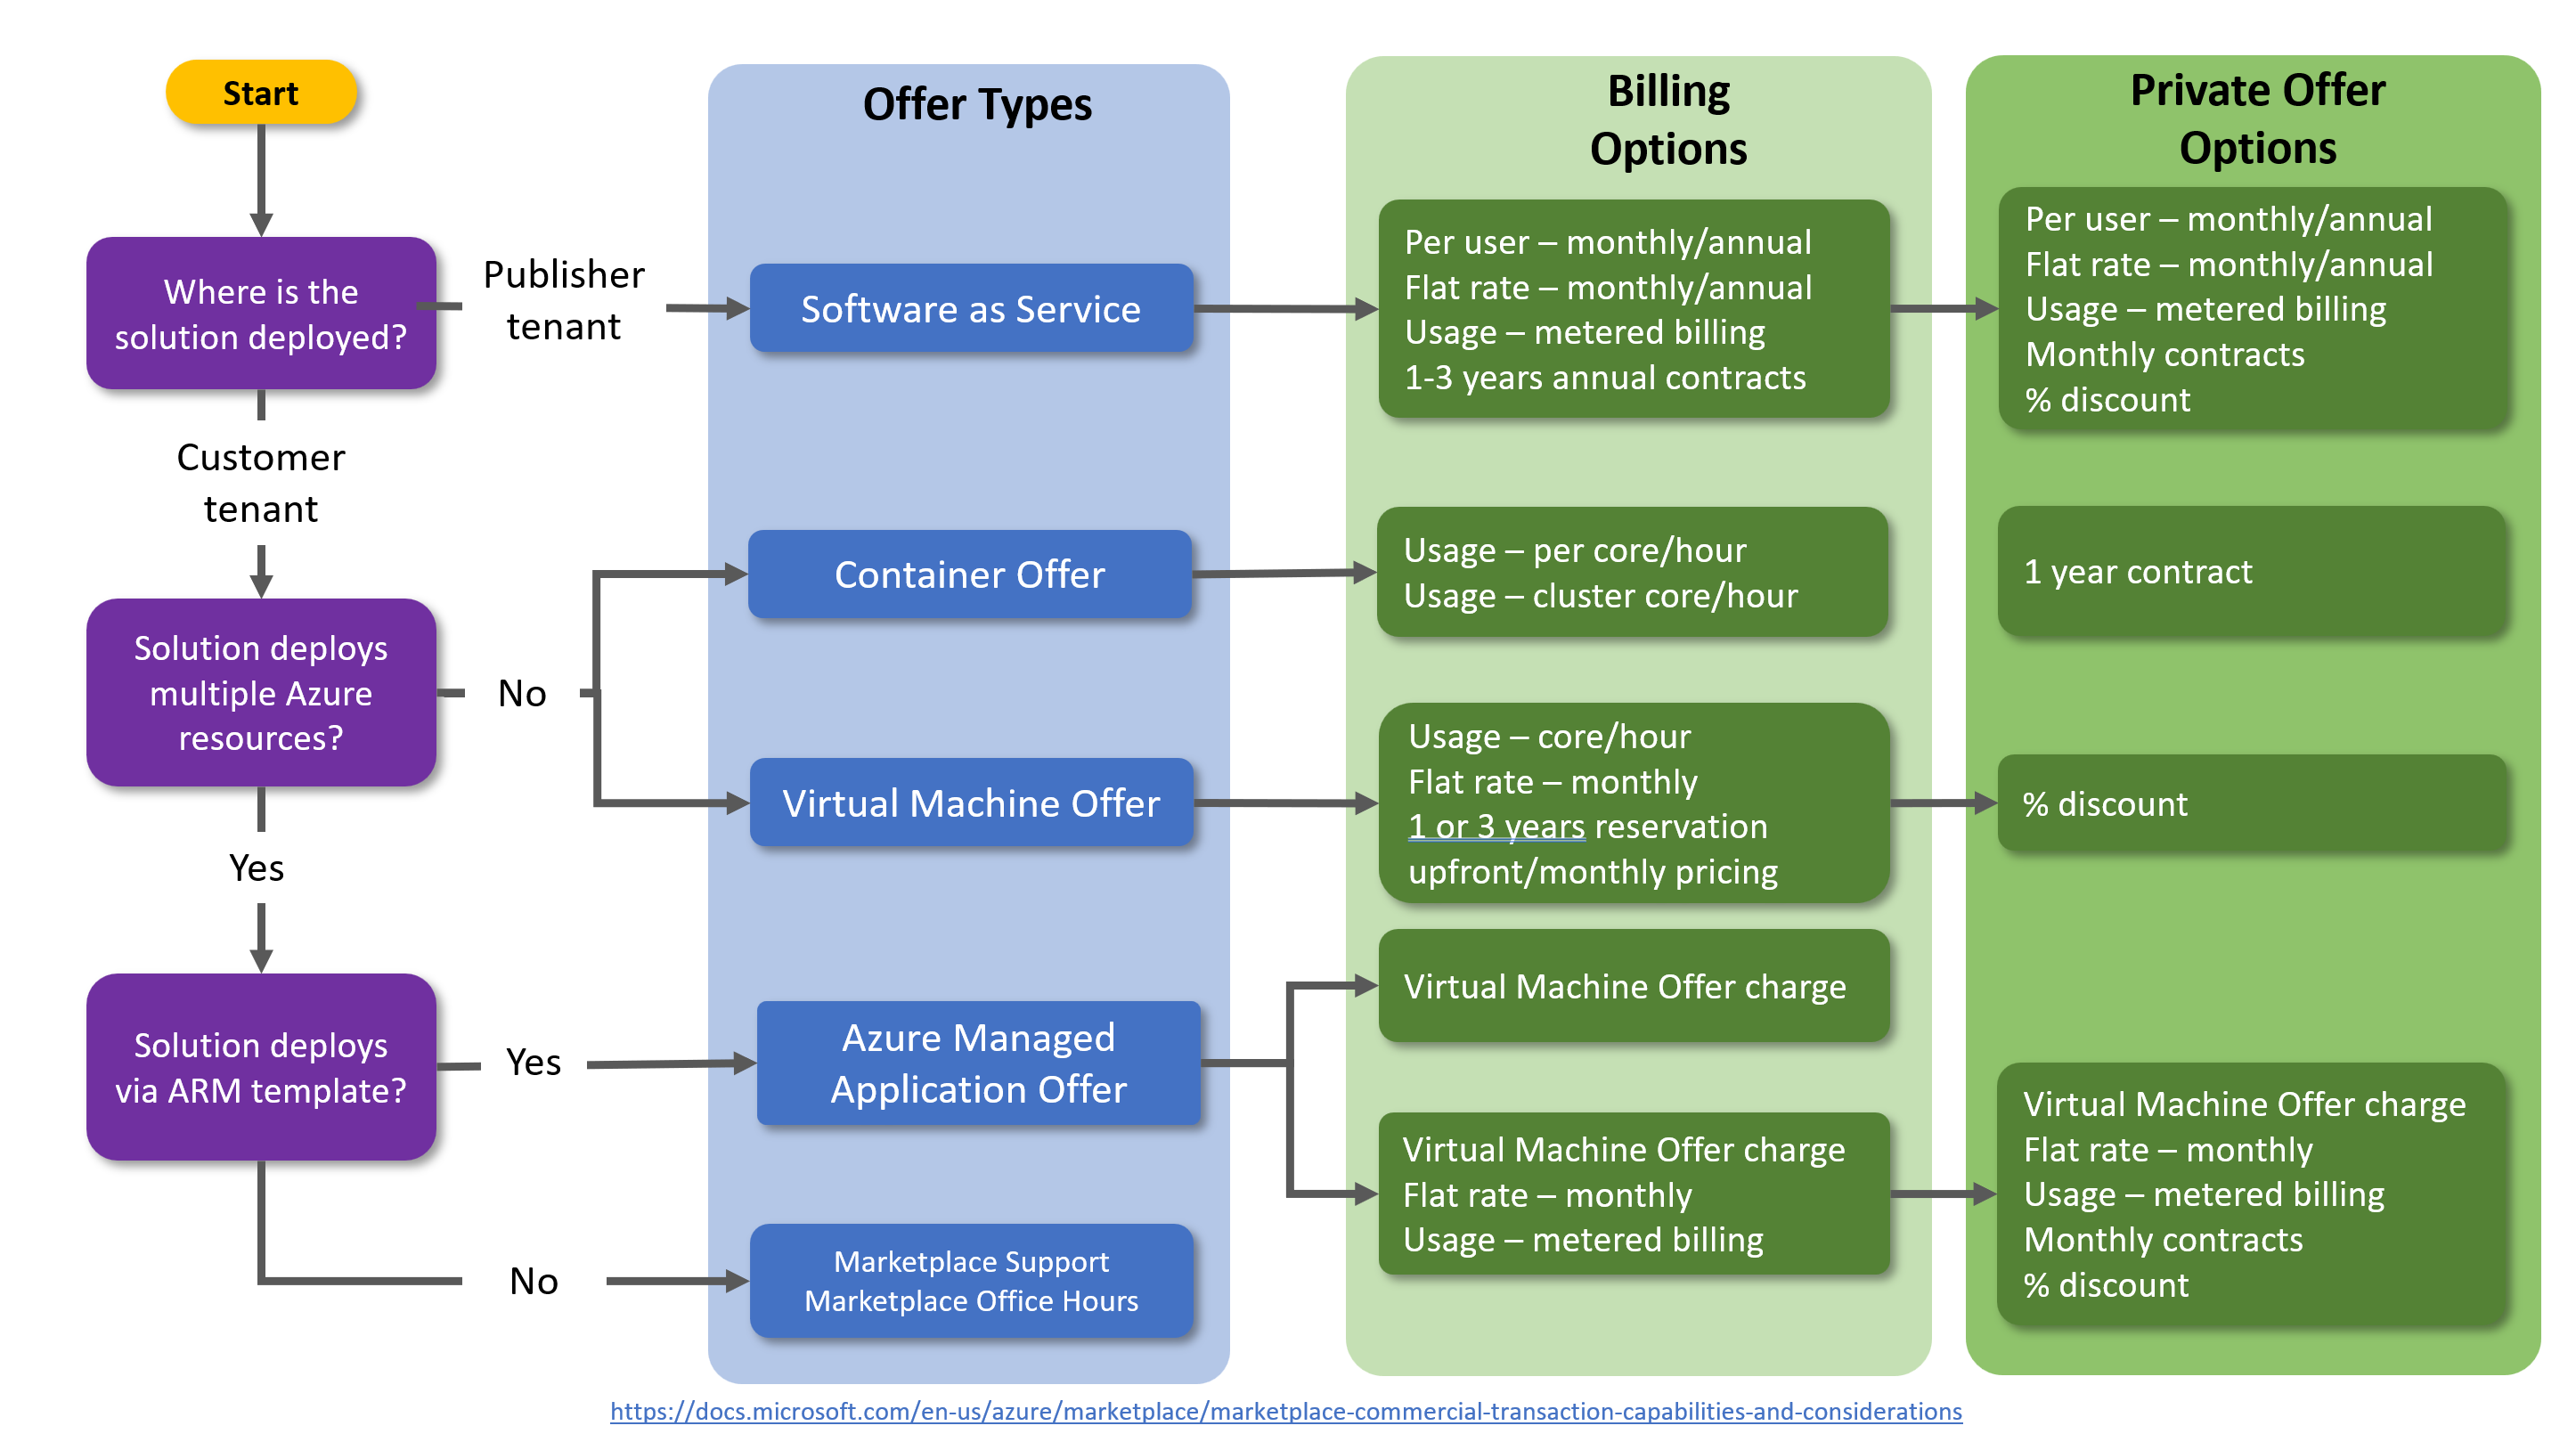 Start
Where is the
solution deployed?
Publisher
tenant
Customer
tenant
Solution deploys
multiple Azure
resources?
No
Yes
Solution deploys
via ARM template?
Yes
No
Offer Types
Software as Service
Container Offer
Virtual Machine Offer
Azure Managed
Application Offer
Marketplace Support
Marketplace Office Hours
Billing
Options
Per user – monthly/annual
Flat rate – monthly/annual
Usage – metered billing
1-3 years annual contracts
Usage – per core/hour
Usage – cluster core/hour
Usage – core/hour
Flat rate – monthly
1 or 3 years reservation
upfront/monthly pricing
Virtual Machine Offer charge
Virtual Machine Offer charge
Flat rate – monthly
Usage – metered billing
Private Offer
Options
Per user – monthly/annual
Flat rate – monthly/annual
Usage – metered billing
Monthly contracts
% discount
1 year contract
% discount
Virtual Machine Offer charge
Flat rate – monthly
Usage – metered billing
Monthly contracts
% discount
https://docs.microsoft.com/en-us/azure/marketplace/marketplace-commercial-transaction-capabilities-and-considerations